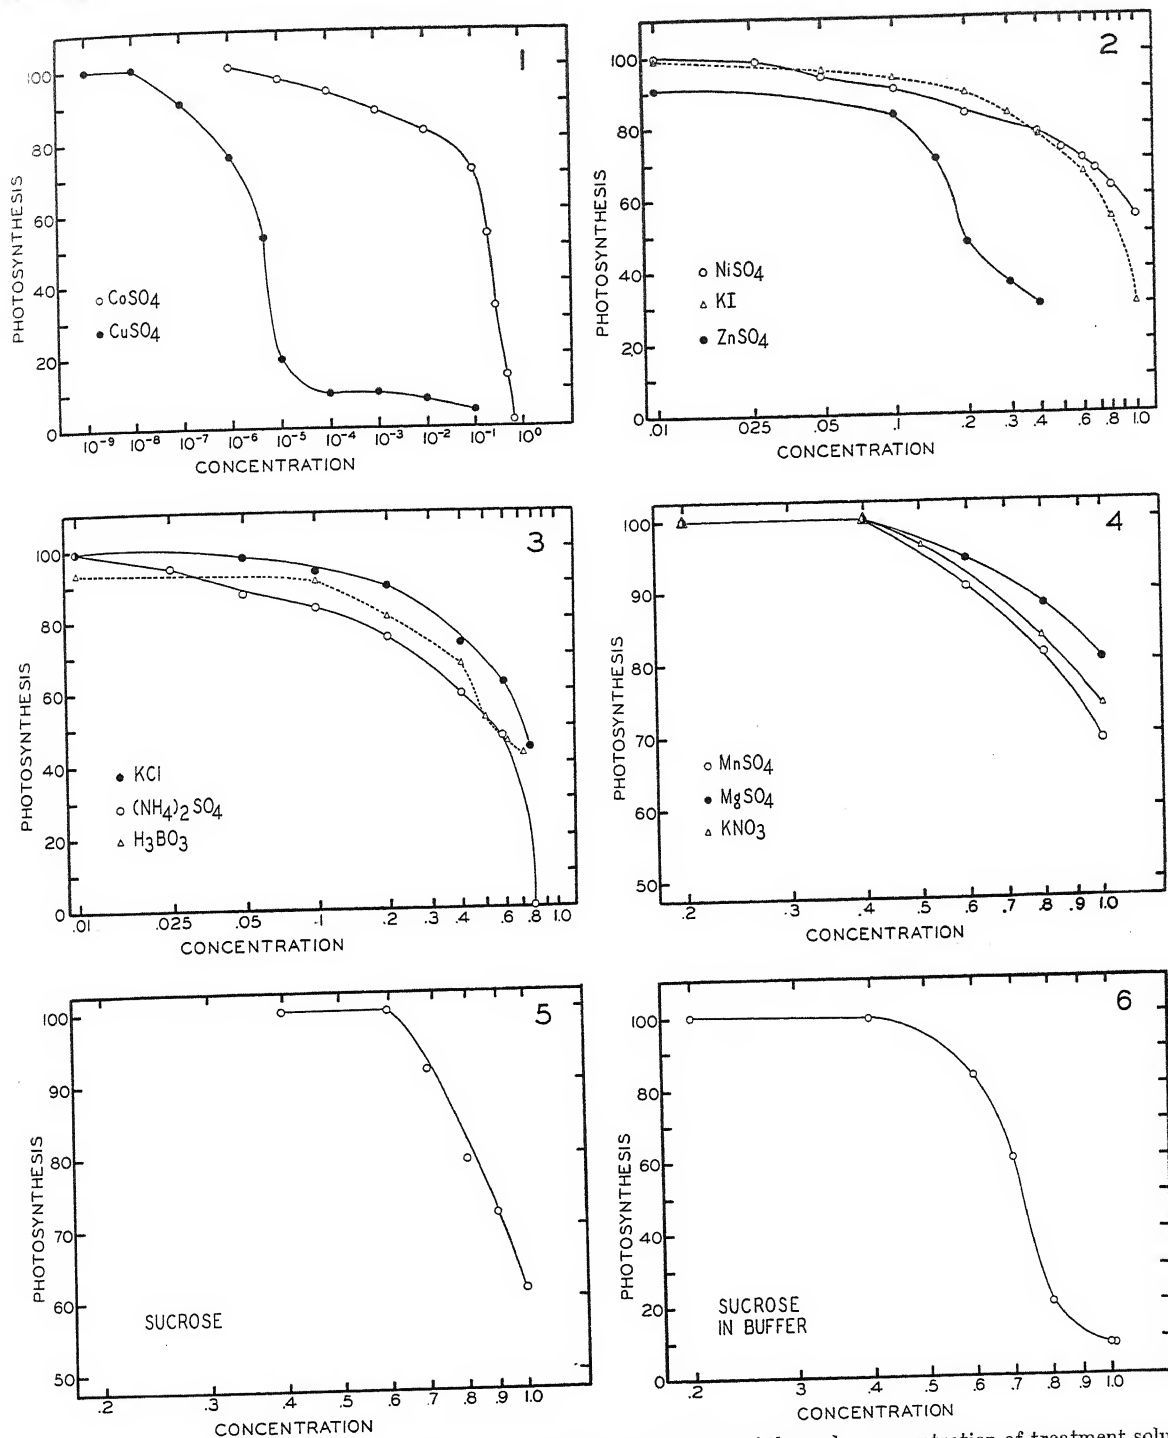 1
100
80
60
40
20
0
PHOTOSYNTHESIS
CoSO4
CuSO4
10-9 10-8 10-7 10-6 10-5 10-4 10-3 10-2 10-1 100
CONCENTRATION
2
100
80
60
40
20
0
PHOTOSYNTHESIS
NiSO4
KI
ZnSO4
.01 025 .05 .1 .2 .3 .4 .6 .8 1.0
CONCENTRATION
3
100
80
60
40
20
0
PHOTOSYNTHESIS
KCl
(NH4)2SO4
H3BO3
.01 .025 .05 .1 .2 .3 .4 .6 .8 1.0
CONCENTRATION
4
100
90
80
70
60
50
PHOTOSYNTHESIS
MnSO4
MgSO4
KNO3
.2 .3 .4 .5 .6 .7 .8 .9 1.0
CONCENTRATION
5
100
90
80
70
60
50
PHOTOSYNTHESIS
SUCROSE
.2 .3 .4 .5 .6 .7 .8 .9 1.0
CONCENTRATION
6
100
80
60
40
20
0
PHOTOSYNTHESIS
SUCROSE
IN BUFFER
.2 3 .4 .5 .6 .7 .8 .9 1.0
CONCENTRATION
of treatment